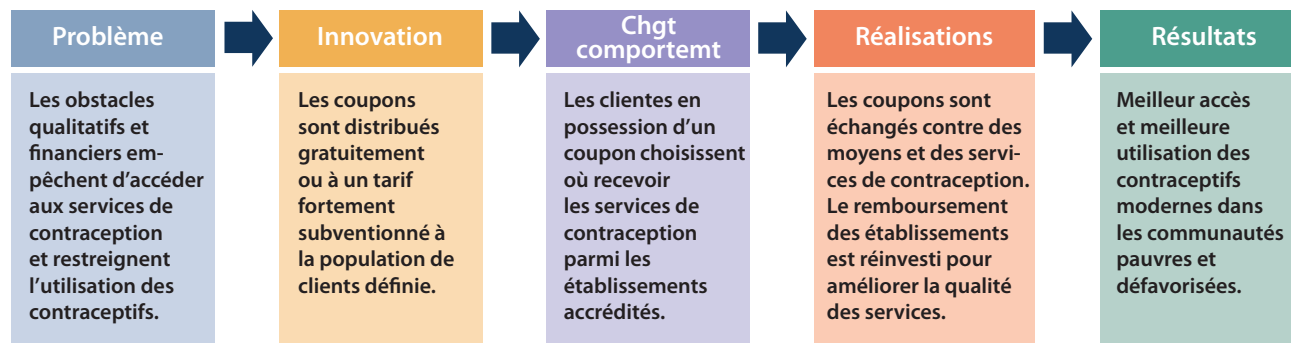 Problème
Innovation
Chgt
comportemt
Réalisations
Résultats
Les obstacles
qualitatifs et
financiers em-
pêchent d’accéder
aux services de
contraception
et restreignent
l’utilisation des
contraceptifs.
Les coupons
sont distribués
gratuitement
ou à un tarif
fortement
subventionné à
la population de
clients définie.
Les clientes en
possession d’un
coupon choisissent
où recevoir
les services de
contraception
parmi les
établissements
accrédités.
Les coupons sont
échangés contre des
moyens et des servi-
ces de contraception.
Le remboursement
des établissements
est réinvesti pour
améliorer la qualité
des services.
Meilleur accès
et meilleure
utilisation des
contraceptifs
modernes dans
les communautés
pauvres et
défavorisées.